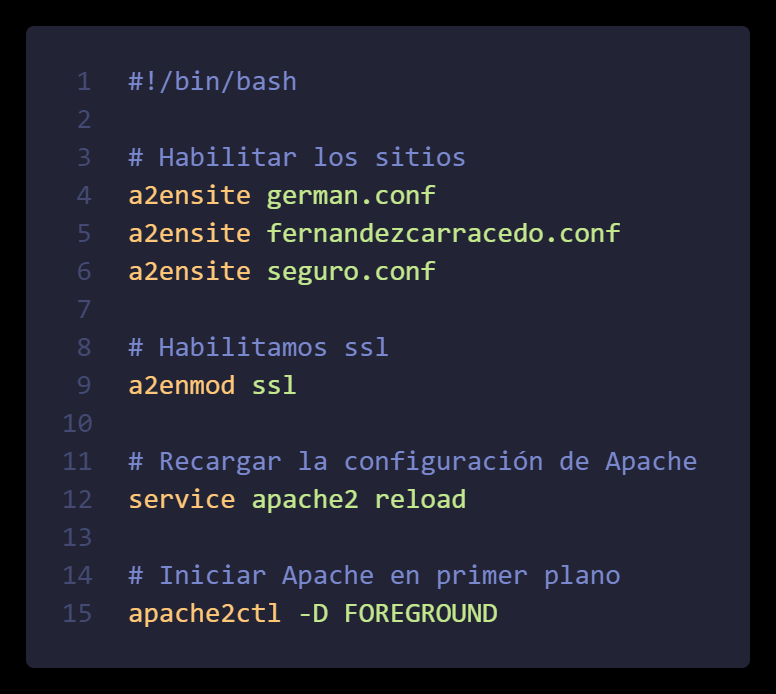 1 #!/bin/bash
2
3 # Habilitar los sitios
4 a2ensite german.conf
5 a2ensite fernandezcarracedo.conf
6 a2ensite seguro.conf
7
8 # Habilitamos ssl
9 a2enmod ssl
10
11 # Recargar la configuración de Apache
12 service apache2 reload
13
14 # Iniciar Apache en primer plano
15 apache2ctl -D FOREGROUND